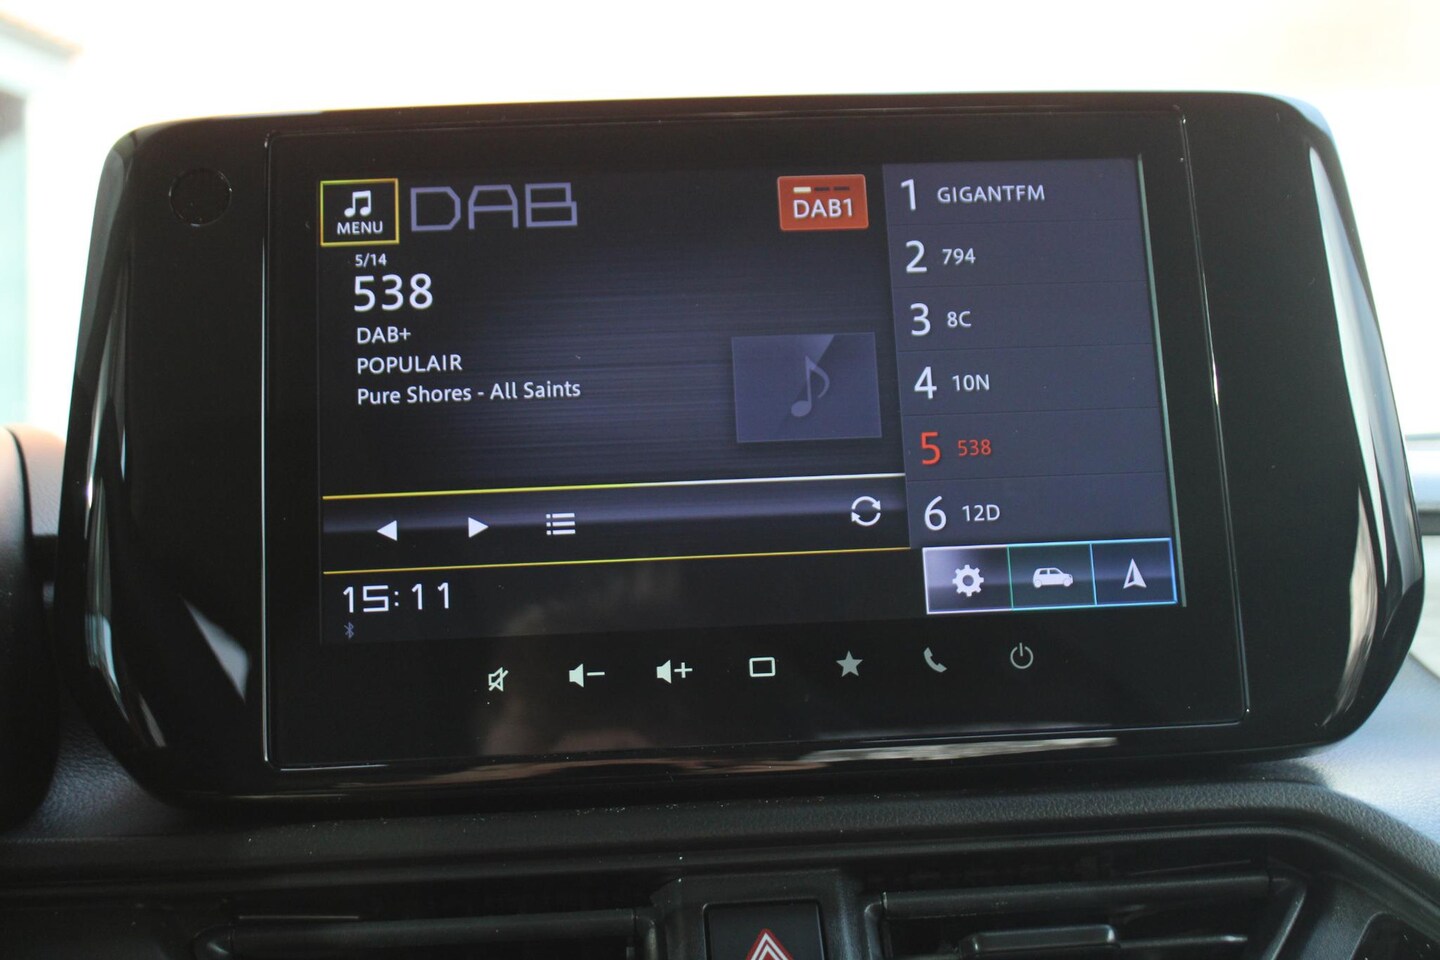 MENU
DAB
DAB1
5/14
538
DAB+
POPULAIR
Pure Shores - All Saints
1 GIGANTFM
2 794
3 8C
4 10N
5 538
6 12D
15:11